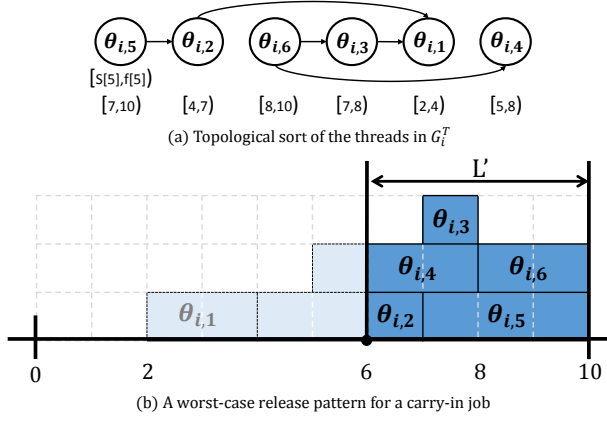 θi,5 θi,2 θi,6 θi,3 θi,1 θi,4
[S[5],f[5])
[7,10) [4,7) [8,10) [7,8) [2,4) [5,8)
(a) Topological sort of the threads in G_i^T
L'
θi,3
θi,4 θi,6
θi,1 θi,2 θi,5
0 2 6 8 10
(b) A worst-case release pattern for a carry-in job